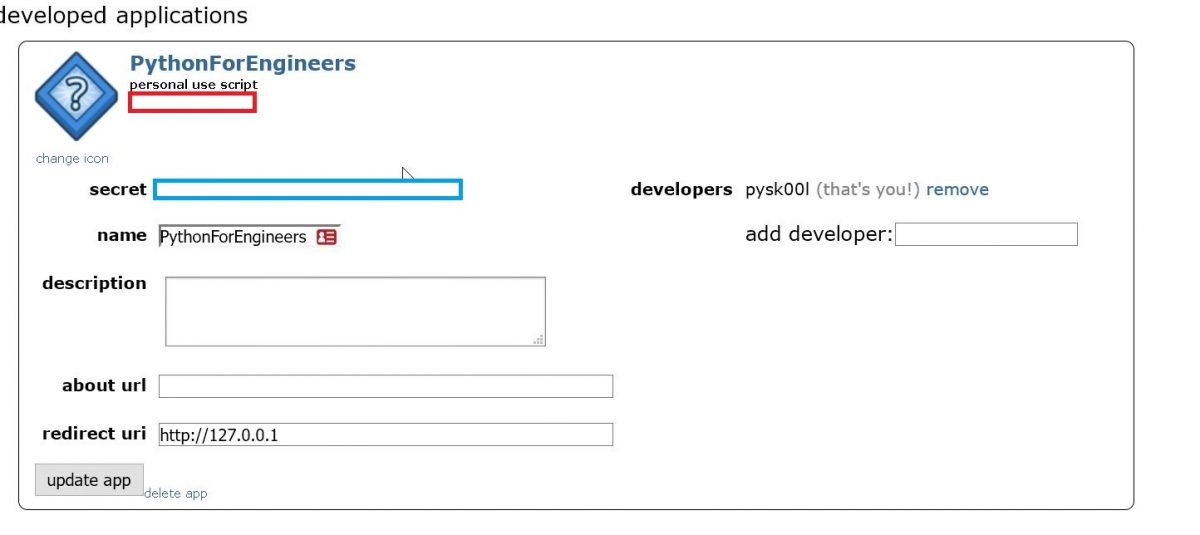 developed applications
PythonForEngineers
personal use script
change icon
secret
developers pysk00l (that's you!) remove
name PythonForEngineers
add developer:
description
about url
redirect uri http://127.0.0.1
update app delete app